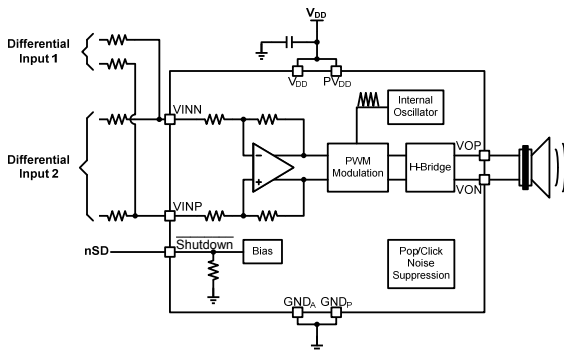 VDD
Differential
Input 1
VDD
PVDD
Internal
Oscillator
VINN
Differential
Input 2
PWM
Modulation
H-Bridge
VOP
VON
VINP
Shutdown
nSD
Bias
Pop/Click
Noise
Suppression
GNDA
GNDP